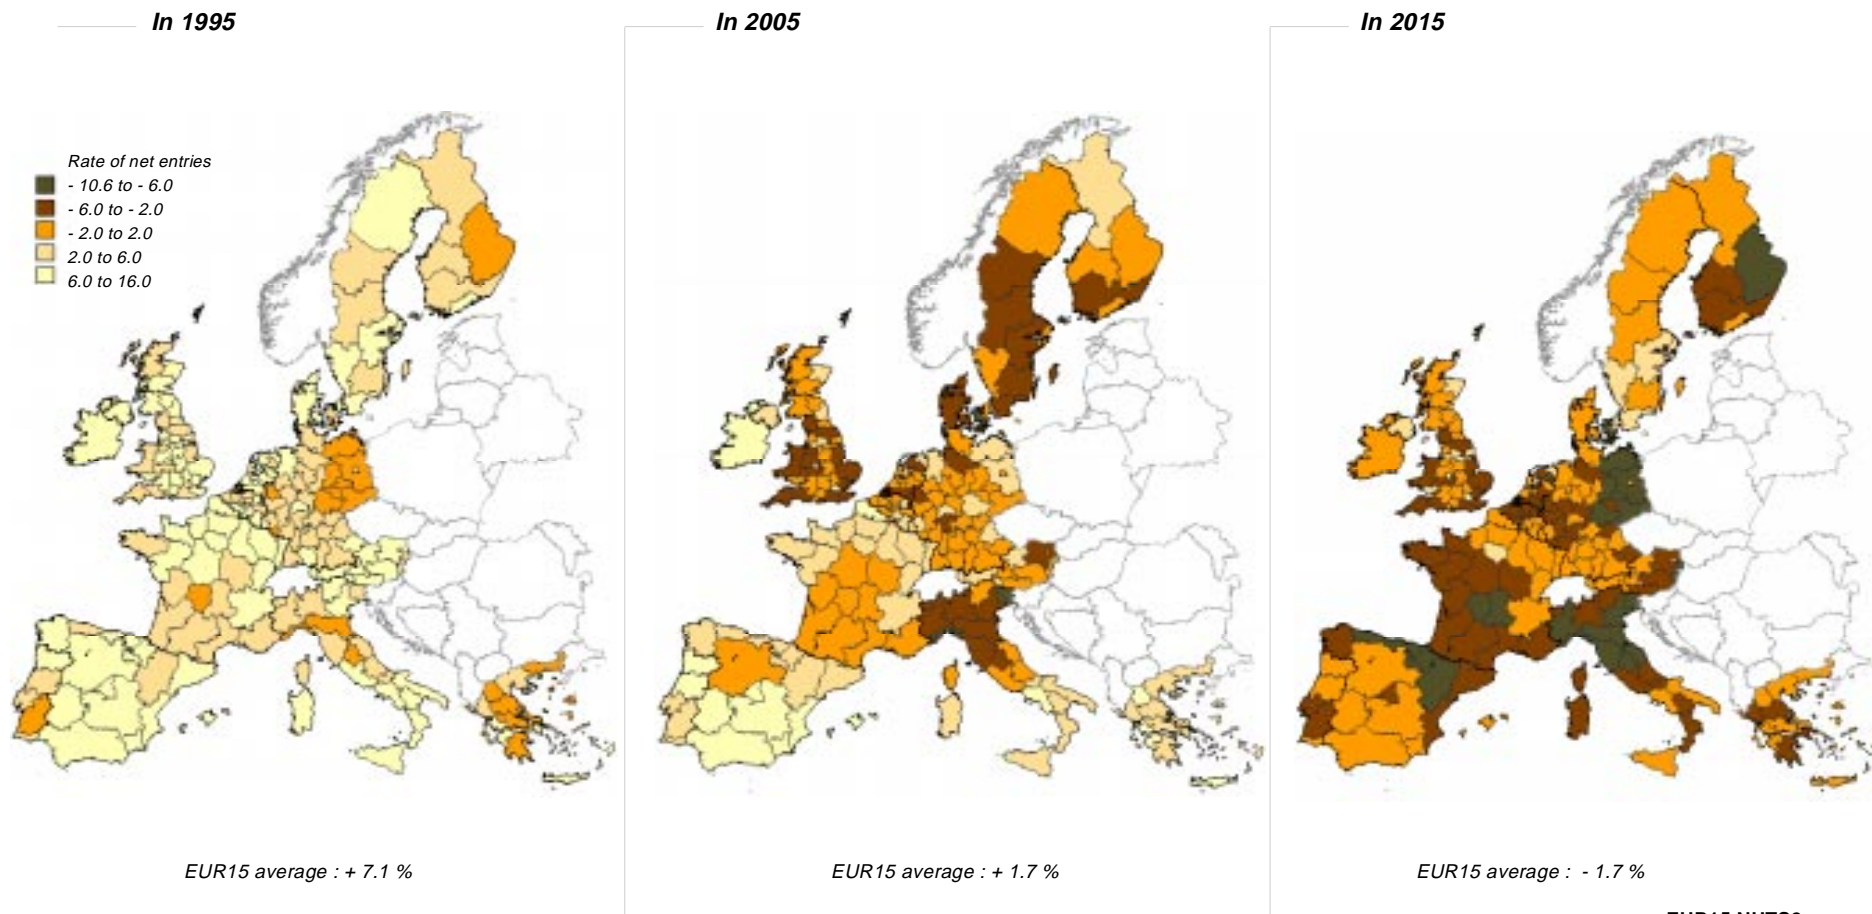 In 1995
In 2005
In 2015
Rate of net entries
- 10.6 to - 6.0
- 6.0 to - 2.0
- 2.0 to 2.0
2.0 to 6.0
6.0 to 16.0
EUR15 average : + 7.1 %
EUR15 average : + 1.7 %
EUR15 average : - 1.7 %